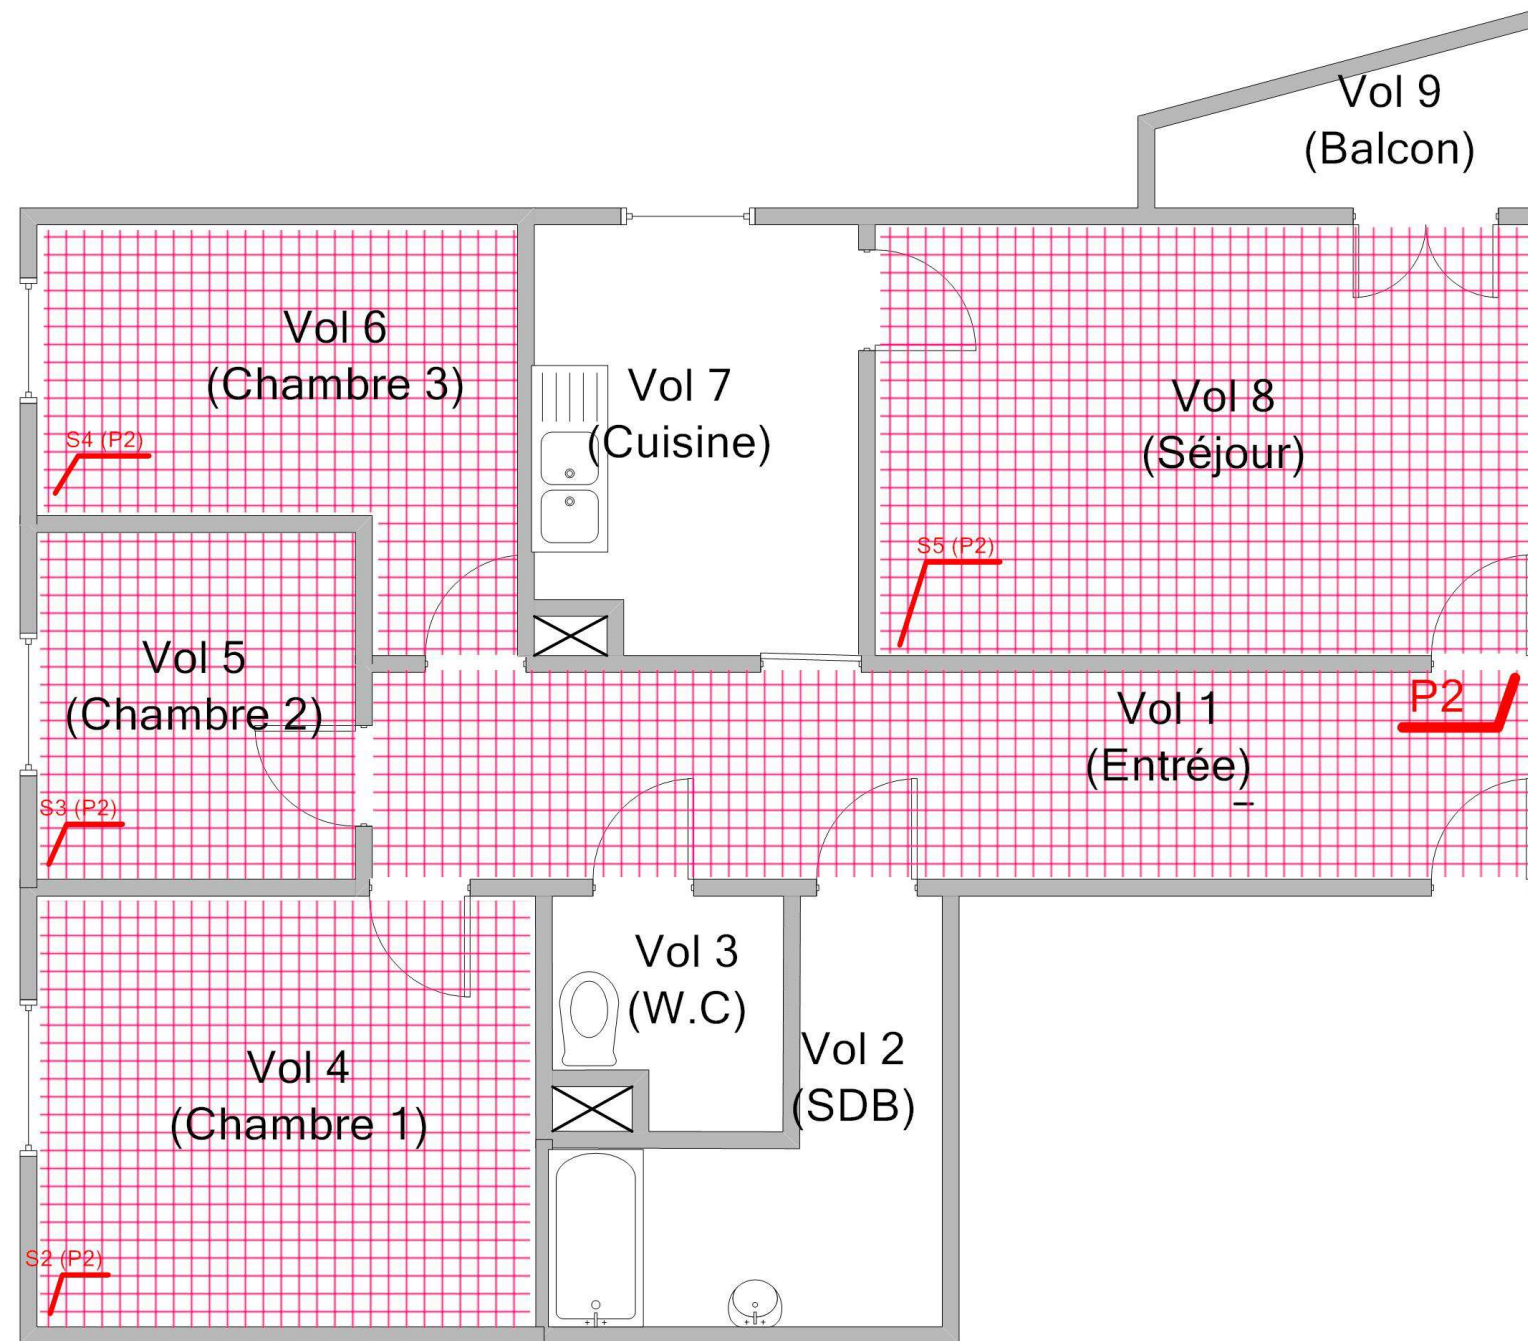 Vol 9
(Balcon)
Vol 6
(Chambre 3)
Vol 7
(Cuisine)
Vol 8
(Séjour)
S4 (P2)
S5 (P2)
Vol 5
(Chambre 2)
Vol 1
(Entrée)
P2
S3 (P2)
Vol 3
(W.C)
Vol 2
(SDB)
Vol 4
(Chambre 1)
S2 (P2)